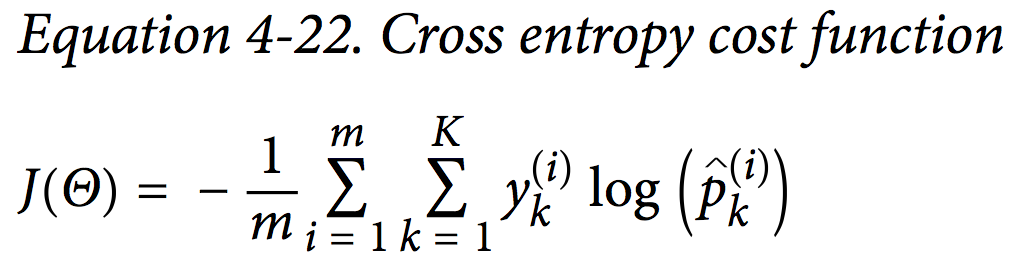 Equation 4-22. Cross entropy cost function
J(Θ) = − 1/m ∑_{i = 1}^{m} ∑_{k = 1}^{K} y_k^{(i)} log (p̂_k^{(i)})